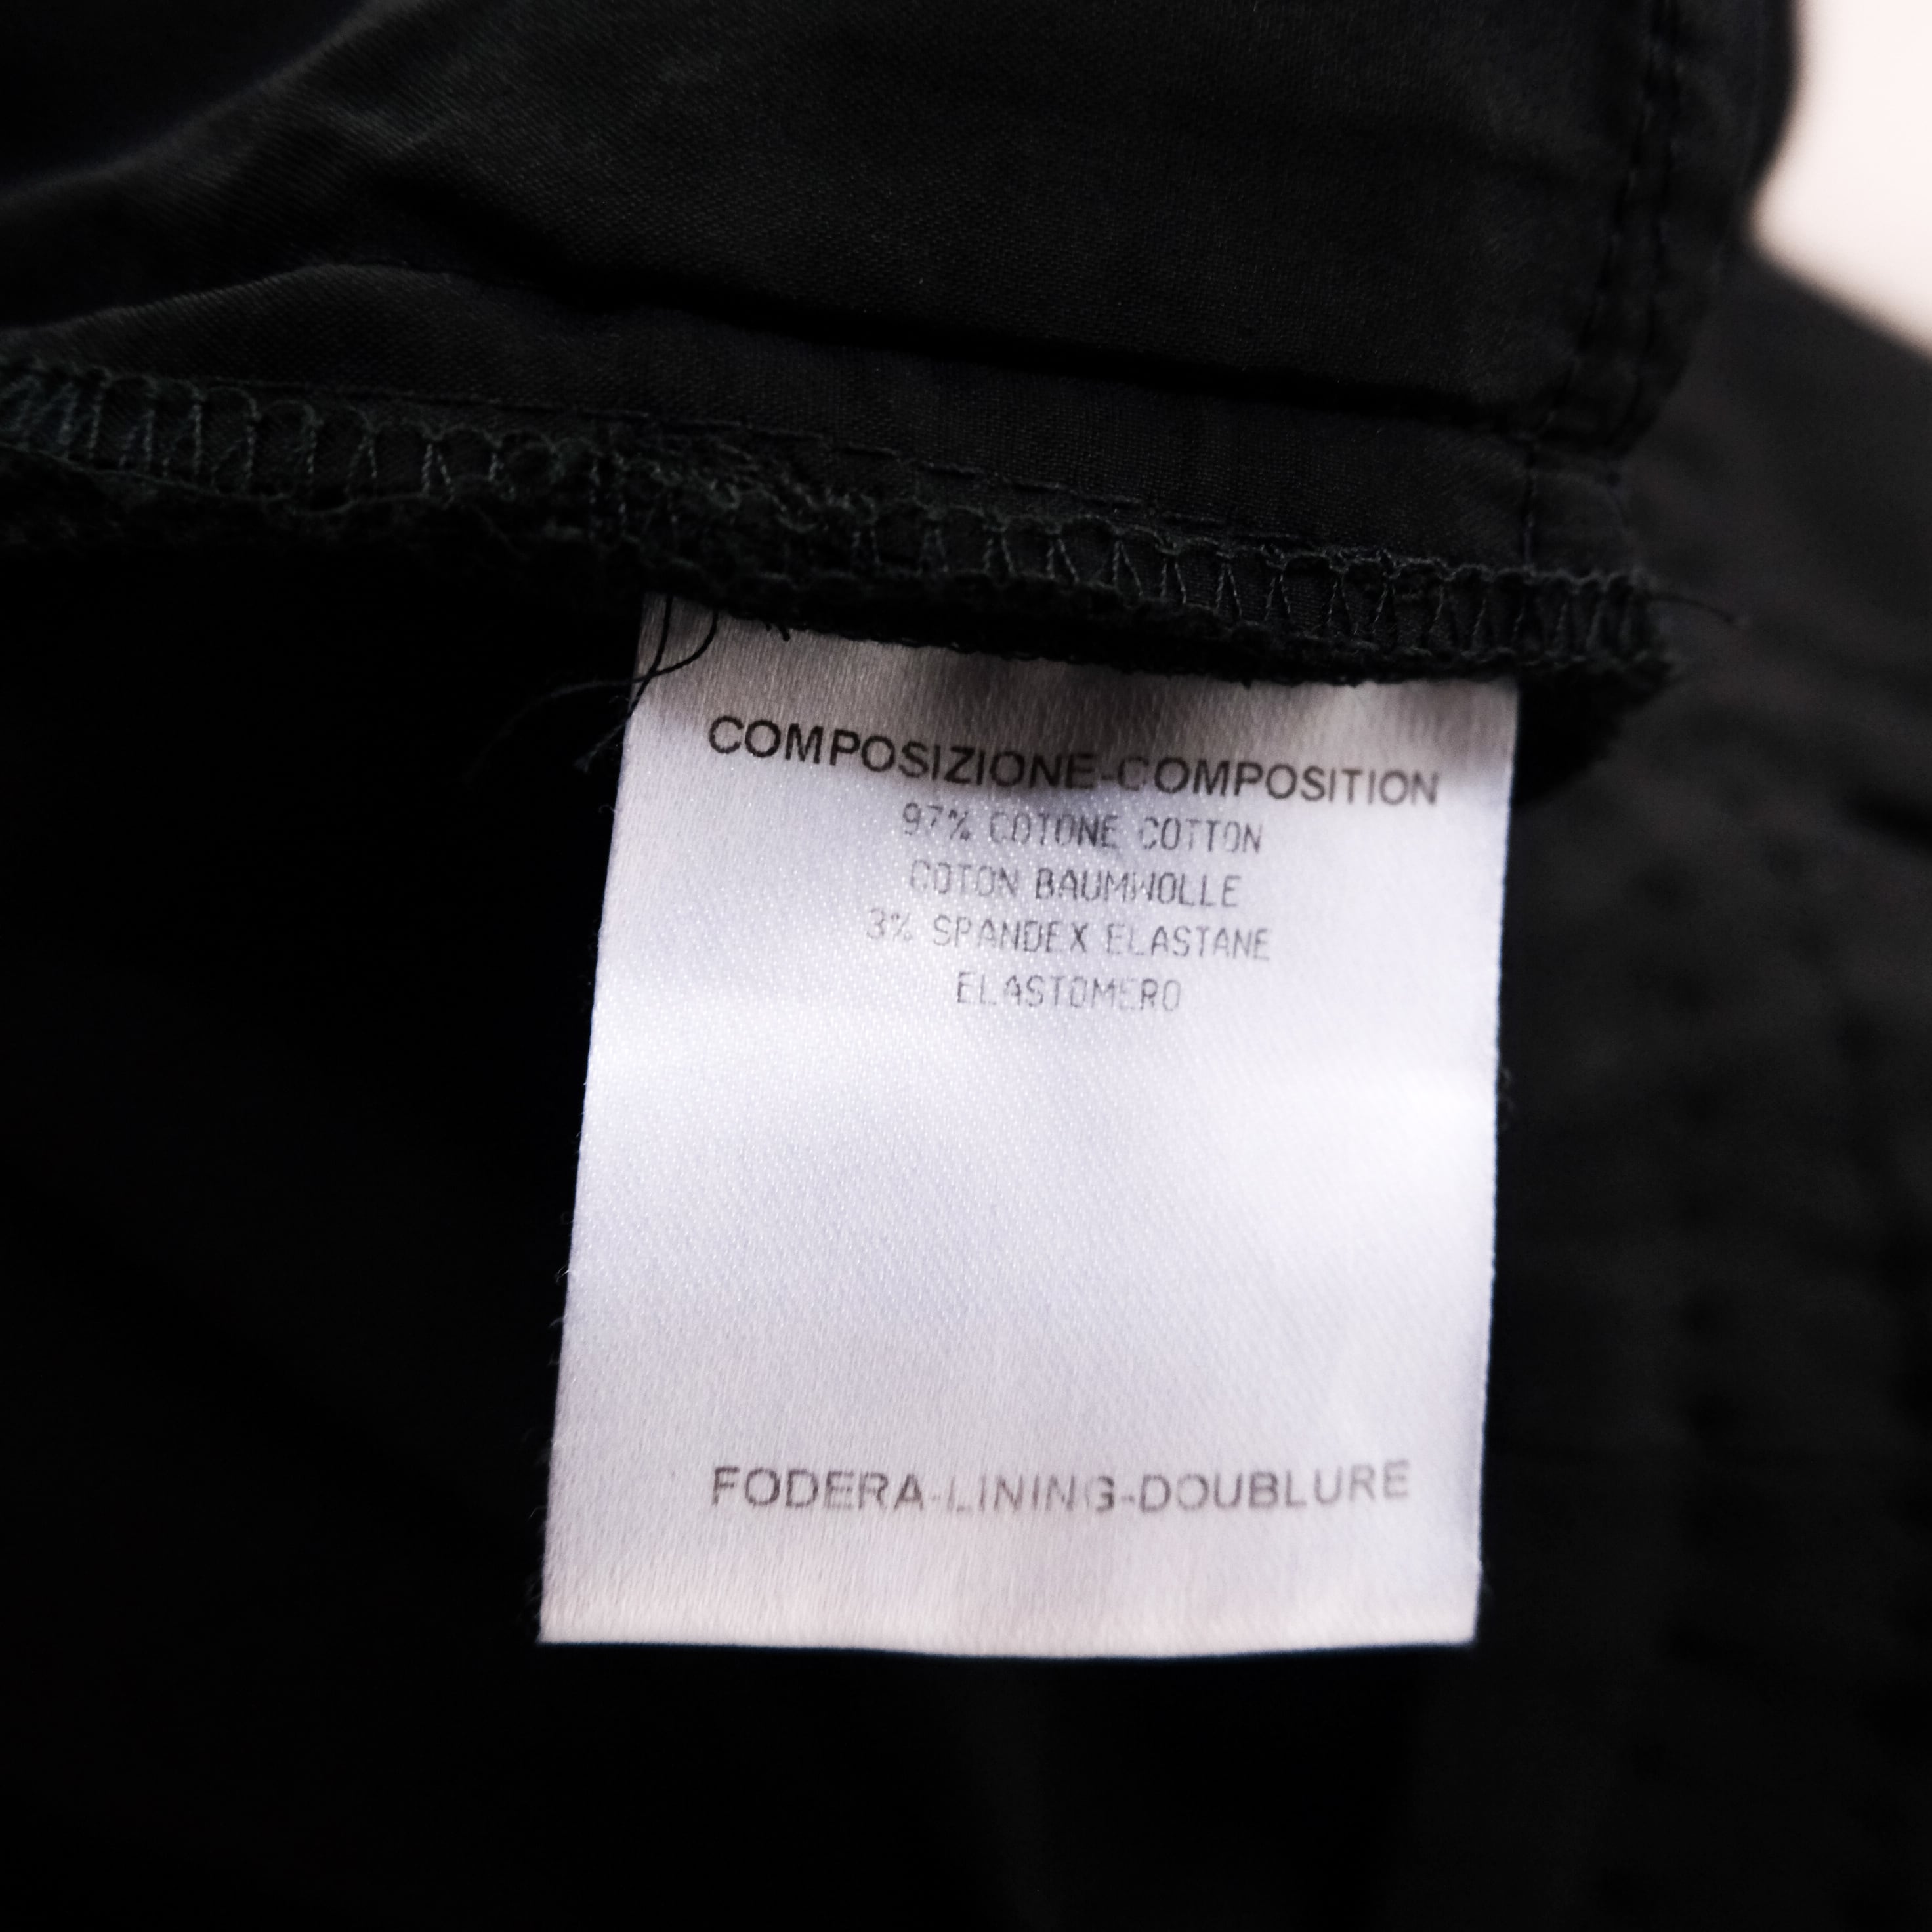 COMPOSIZIONE-COMPOSITION
97% COTONE COTTON
COTON BAUMWOLLE
3% SPANDEX ELASTANE
ELASTOMERO
FODERA-LINING-DOUBLURE